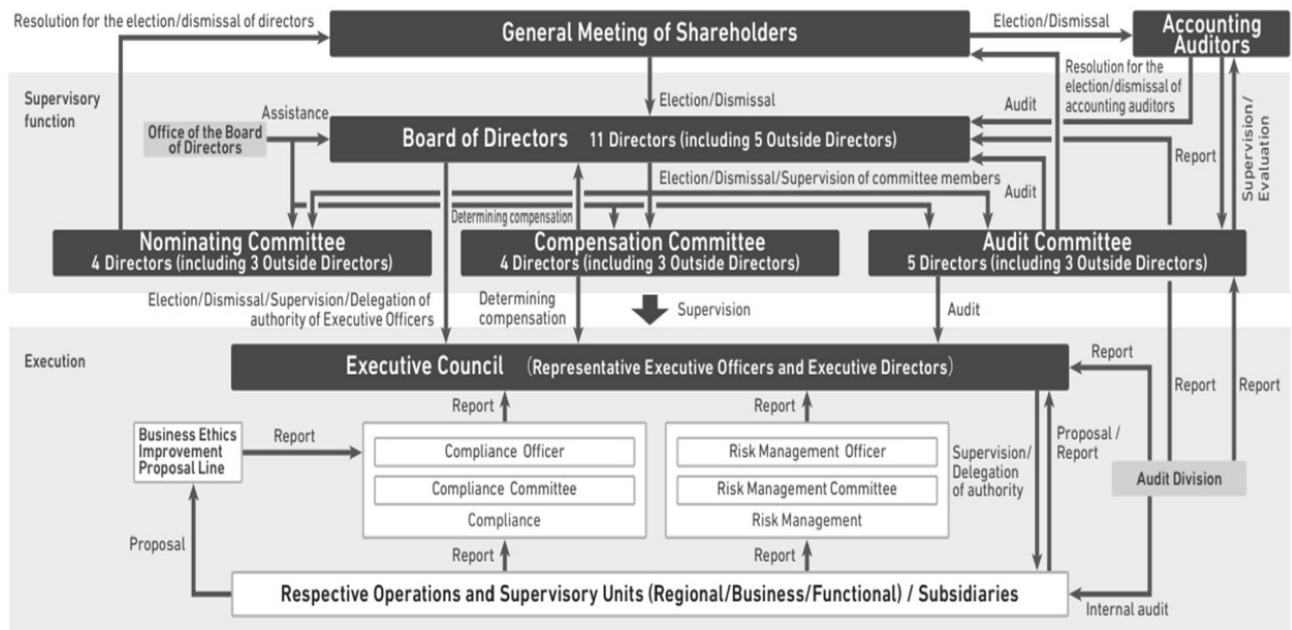 Resolution for the election/dismissal of directors
General Meeting of Shareholders
Election/Dismissal
Accounting
Auditors
Supervisory
function
Election/Dismissal
Resolution for the
election/dismissal of
accounting auditors
Assistance
Office of the Board
of Directors
Board of Directors 11 Directors (including 5 Outside Directors)
Audit
Report
Supervision/
Evaluation
Election/Dismissal/Supervision of committee members
Audit
Determining compensation
Nominating Committee
4 Directors (including 3 Outside Directors)
Compensation Committee
4 Directors (including 3 Outside Directors)
Audit Committee
5 Directors (including 3 Outside Directors)
Election/Dismissal/Supervision/Delegation of
authority of Executive Officers
Determining
compensation
Supervision
Audit
Execution
Executive Council (Representative Executive Officers and Executive Directors)
Report
Report
Report
Report
Report
Business Ethics
Improvement
Proposal Line
Report
Compliance Officer
Compliance Committee
Compliance
Risk Management Officer
Risk Management Committee
Risk Management
Supervision/
Delegation
of authority
Proposal /
Report
Audit Division
Proposal
Report
Report
Respective Operations and Supervisory Units (Regional/Business/Functional) / Subsidiaries
Internal audit